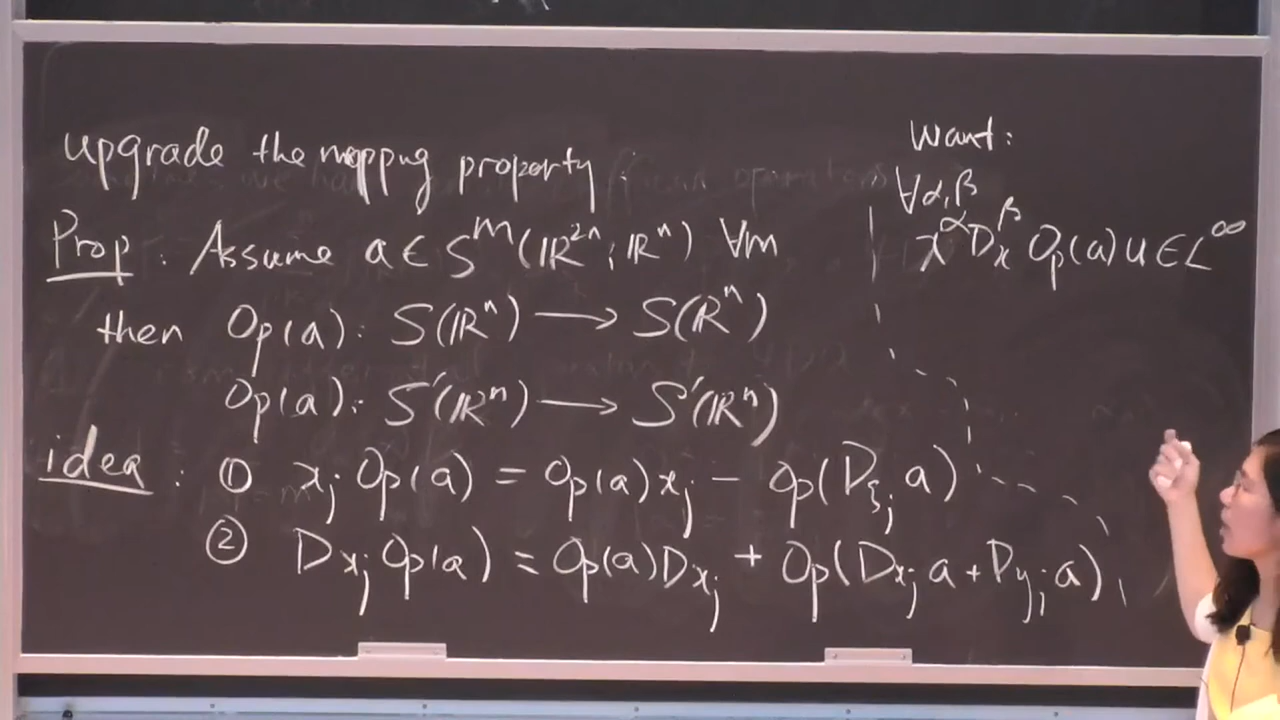 upgrade the mapping property :
Prop : Assume a ∈ S^m(ℝ^{2n}; ℝ^n) ∀m
then Op(a): S(ℝ^n) ⟶ S(ℝ^n)
Op(a): S'(ℝ^n) ⟶ S'(ℝ^n)
idea : ① x_j Op(a) = Op(a)x_j − Op(D_{ξ_j} a)
② D_{x_j} Op(a) = Op(a)D_{x_j} + Op(D_{x_j} a + D_{y_j} a)
Want:
∀α,β
x^α D_x^β Op(a)u ∈ L^∞